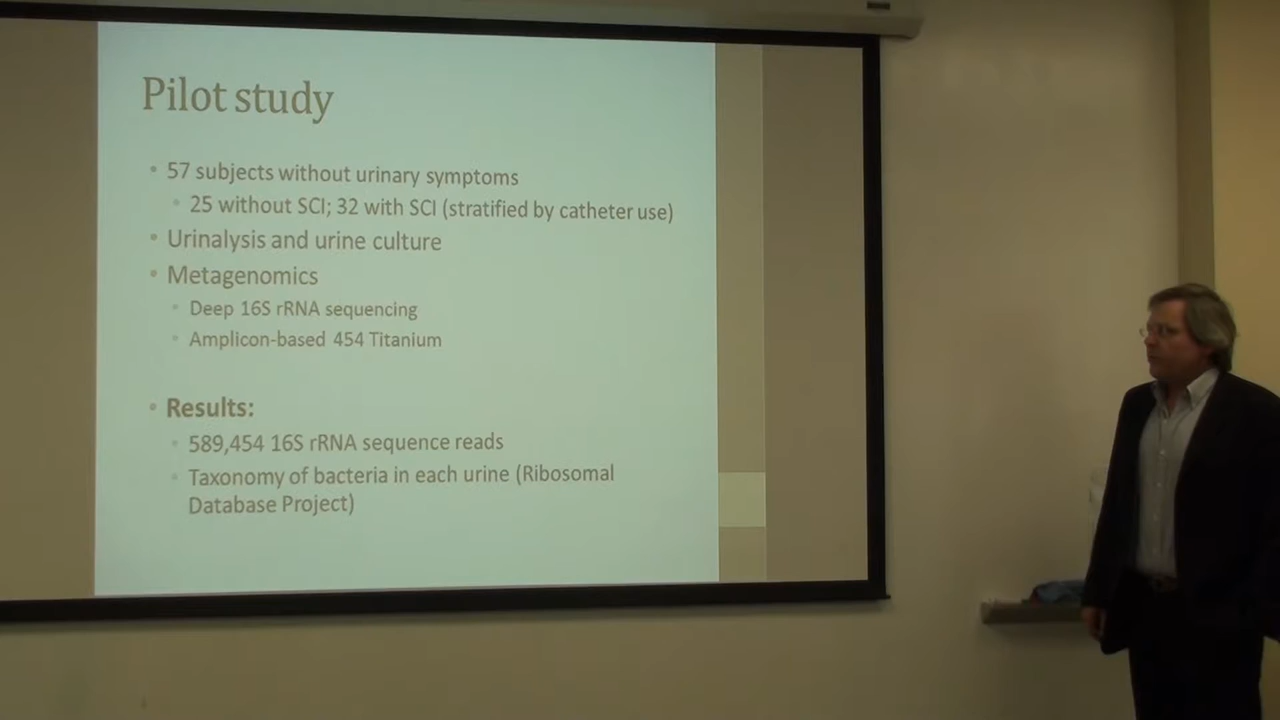 Pilot study
• 57 subjects without urinary symptoms
• 25 without SCI; 32 with SCI (stratified by catheter use)
• Urinalysis and urine culture
• Metagenomics
• Deep 16S rRNA sequencing
• Amplicon-based 454 Titanium
• Results:
• 589,454 16S rRNA sequence reads
• Taxonomy of bacteria in each urine (Ribosomal
Database Project)